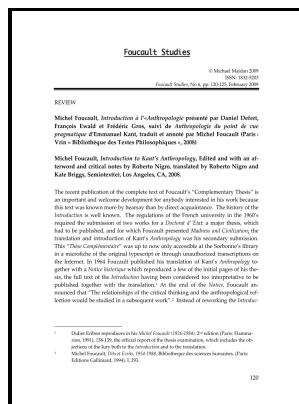 Foucault Studies
© Michael Maidan 2009
ISSN: 1832-5203
Foucault Studies, No 6, pp. 120-125, February 2009
REVIEW
Michel Foucault, Introduction à l'«Anthropologie présenté par Daniel Defert,
François Ewald et Frédéric Gros, suivi de Anthropologie du point de vue
pragmatique d'Emmanuel Kant, traduit et annoté par Michel Foucault (Paris :
Vrin « Bibliothèque des Textes Philosophiques », 2008)
Michel Foucault, Introduction to Kant's Anthropology, Edited and with an af-
terword and critical notes by Roberto Nigro, translated by Roberto Nigro and
Kate Briggs, Semiotext(e), Los Angeles, CA, 2008.
This recent publication of the complete text of Foucault's "Complementary Thesis" is
an important and welcome development for anybody interested in his work because
this text was known more by hearsay than by direct acquaintance. The history of the
Introduction is well known. The regulations of the French university in the 1960's
required the submission of two works for a Doctorat d'Etat: a major thesis, which
had to be published, and for which Foucault presented Madness and Civilization; the
translation and introduction of Kant's Anthropology was his secondary submission.
This "Thèse Complémentaire" was up to now only accessible at the Sorbonne's library
in a microfiche of the original typescript or through unauthorized transcriptions on
the Internet. In 1964 Foucault published his translation of Kant's Anthropology to-
gether with a Notice historique which reproduced a few of the initial pages of his the-
sis, the full text of the Introduction having been considered too interpretative to be
published together with the translation.1 At the end of the Notice, Foucault an-
nounced that "The relationships of the critical thinking and the anthropological ref-
lection would be studied in a subsequent work".2 Instead of reworking the Introduc-
1 Didier Eribon reproduces in his Michel Foucault (1926-1984), 2nd edition (Paris: Flamma-
rion, 1991), 138-139, the official report of the thesis examination, which includes the ob-
jections of the Jury both to the Introduction and to the translation.
2 Michel Foucault, Dits et Ecrits, 1954-1988, Bibliothèque des sciences humaines, (Paris:
Editions Gallimard, 1994), I, 293.
120